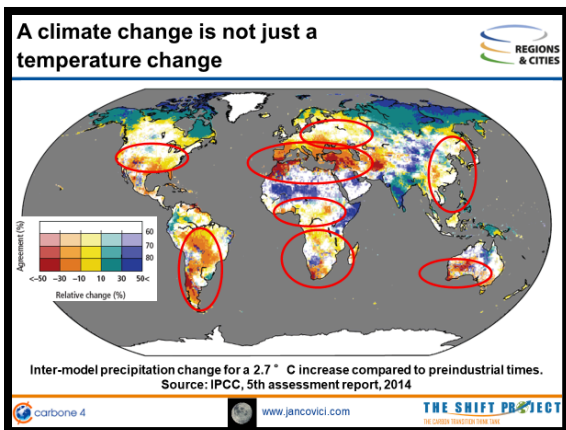 A climate change is not just a
temperature change
REGIONS
& CITIES
Agreement (%)
60
70
80
<–50 –30 –10 10 30 50<
Relative change (%)
Inter-model precipitation change for a 2.7 ° C increase compared to preindustrial times.
Source: IPCC, 5th assessment report, 2014
carbone 4
www.jancovici.com
THE SHIFT PROJECT
THE CARBON TRANSITION THINK TANK